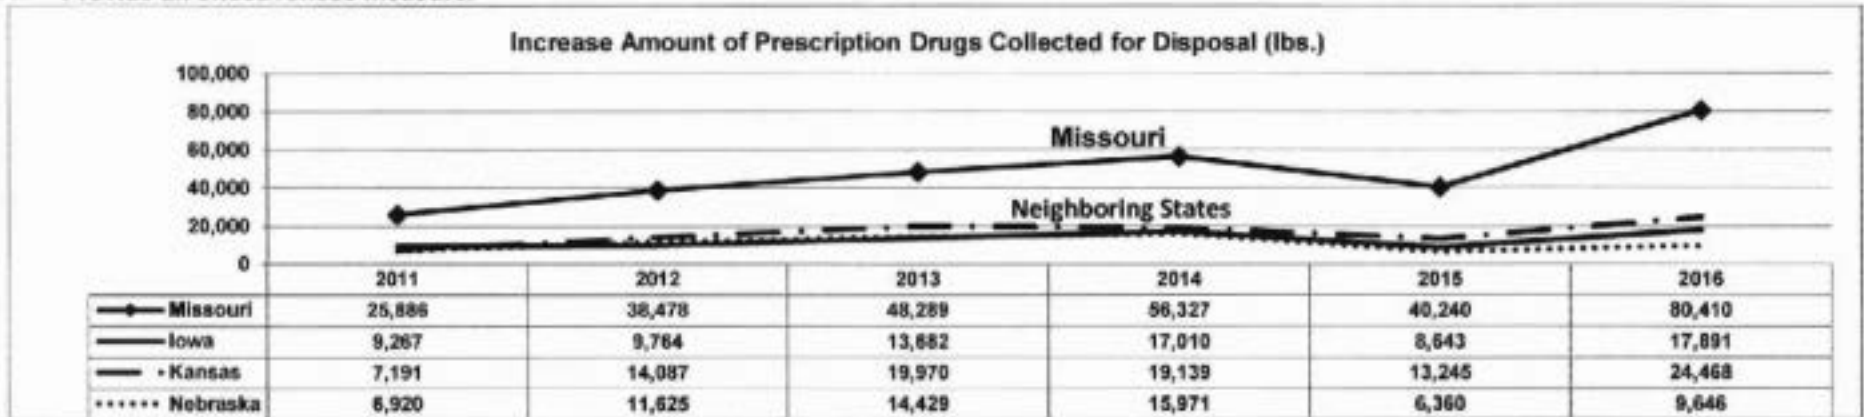 Increase Amount of Prescription Drugs Collected for Disposal (lbs.)
100,000
80,000
60,000
40,000
20,000
0
Missouri
Neighboring States
2011 2012 2013 2014 2015 2016
Missouri 25,886 38,478 48,289 56,327 40,240 80,410
Iowa 9,267 9,764 13,682 17,010 8,643 17,891
Kansas 7,191 14,087 19,970 19,139 13,245 24,468
Nebraska 6,920 11,625 14,429 15,971 6,360 9,646